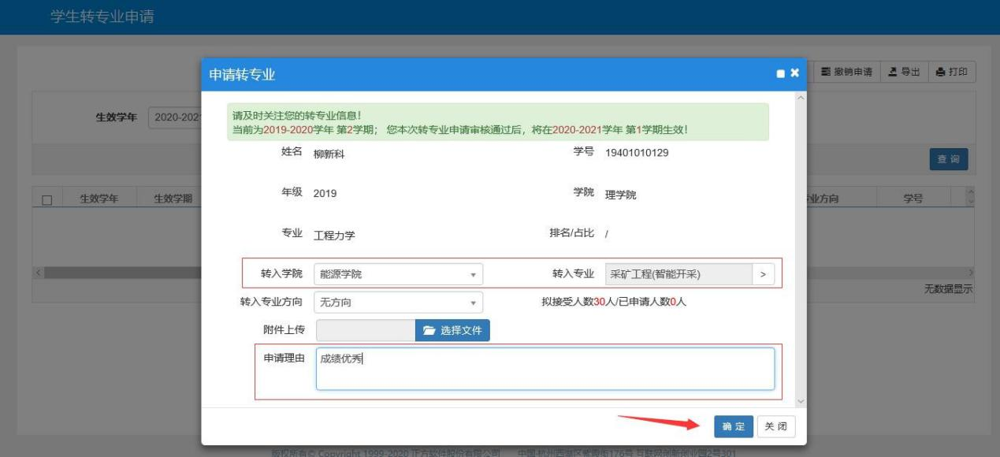 学生转专业申请
申请转专业
撤销申请 导出 打印
生效学年 2020-202
请及时关注您的转专业信息!
当前为2019-2020学年 第2学期; 您本次转专业申请审核通过后，将在2020-2021学年 第1学期生效!
姓名 柳新科 学号 19401010129
查 询
年级 2019 学院 理学院
生效学年 生效学期 业方向 学号
专业 工程力学 排名/占比 /
转入学院 能源学院 转入专业 采矿工程(智能开采) >
无数据显示
转入专业方向 无方向 拟接受人数30人/已申请人数0人
附件上传 选择文件
申请理由 成绩优秀
确 定 关 闭
版权所有© Copyright 1999-2020 正方软件股份有限公司 中国·杭州西湖区紫霞街176号 互联网创新创业园2号301